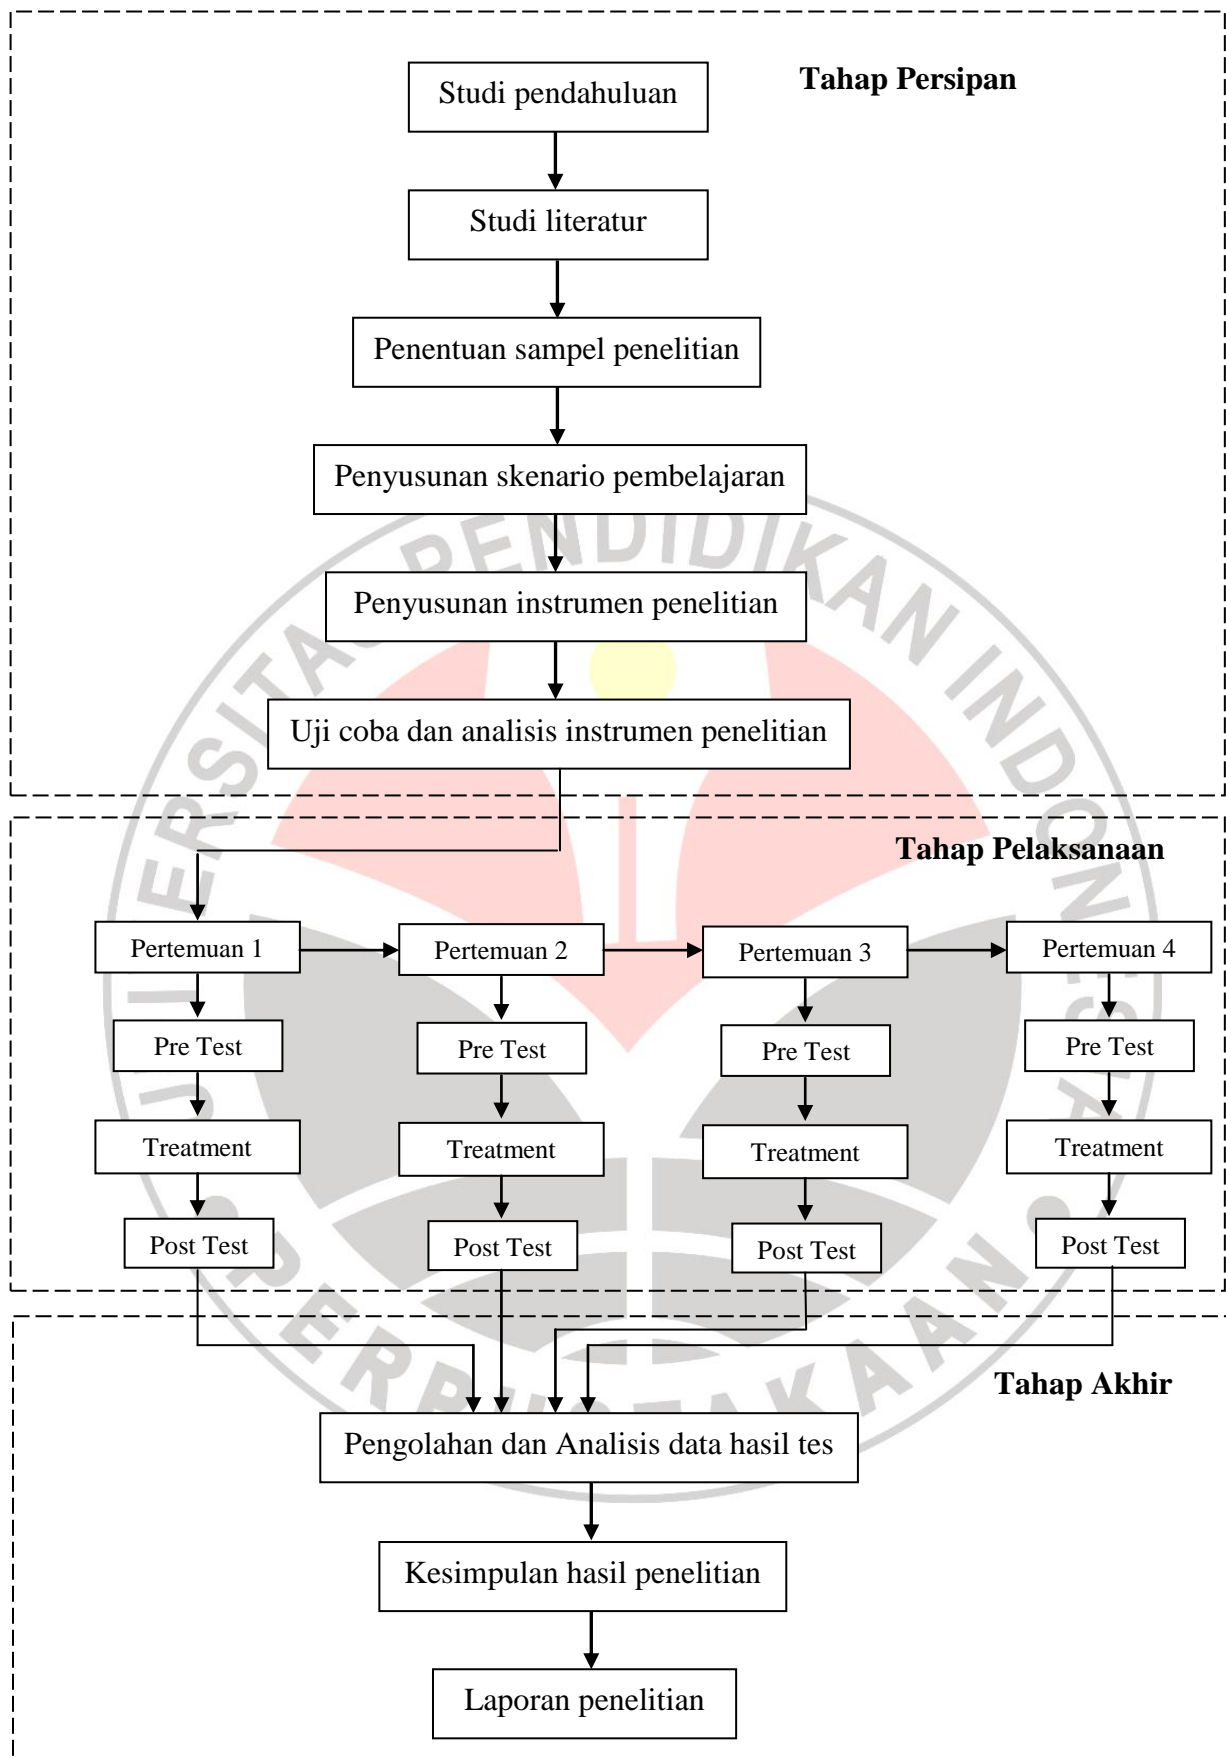 Tahap Persipan
Studi pendahuluan
Studi literatur
Penentuan sampel penelitian
Penyusunan skenario pembelajaran
Penyusunan instrumen penelitian
Uji coba dan analisis instrumen penelitian
Tahap Pelaksanaan
Pertemuan 1
Pertemuan 2
Pertemuan 3
Pertemuan 4
Pre Test
Pre Test
Pre Test
Pre Test
Treatment
Treatment
Treatment
Treatment
Post Test
Post Test
Post Test
Post Test
Tahap Akhir
Pengolahan dan Analisis data hasil tes
Kesimpulan hasil penelitian
Laporan penelitian
PENDIDIKAN INDONESIA
PERPUSTAKAAN